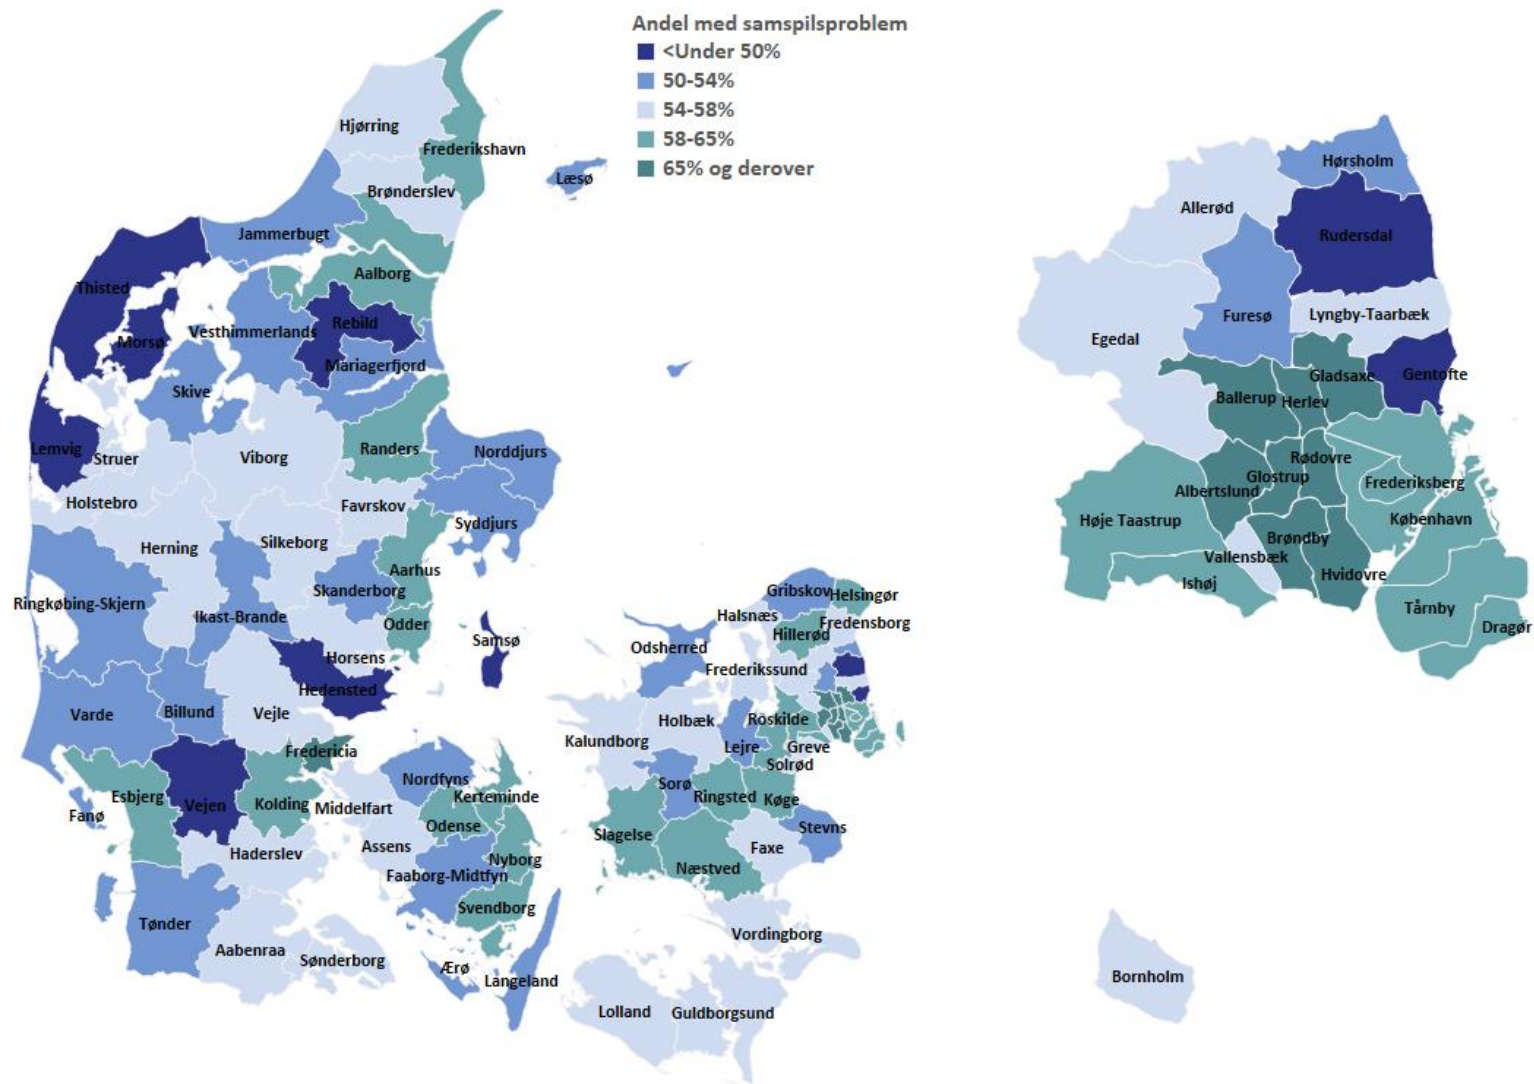 Andel med samspilsproblem
<Under 50%
50-54%
54-58%
58-65%
65% og derover
Hjørring
Frederikshavn
Læsø
Brønderslev
Jammerbugt
Aalborg
Thisted
Morsø
Vesthimmerlands
Rebild
Mariagerfjord
Skive
Lemvig
Struer
Viborg
Randers
Norddjurs
Holstebro
Favrskov
Syddjurs
Herning
Silkeborg
Aarhus
Skanderborg
Ringkøbing-Skjern
Ikast-Brande
Odder
Samsø
Horsens
Hedensted
Varde
Billund
Vejle
Fredericia
Esbjerg
Fanø
Vejen
Kolding
Middelfart
Nordfyns
Kerteminde
Odense
Haderslev
Assens
Nyborg
Faaborg-Midtfyn
Svendborg
Tønder
Aabenraa
Sønderborg
Ærø
Langeland
Gribskov
Helsingør
Halsnæs
Fredensborg
Hillerød
Odsherred
Frederikssund
Holbæk
Roskilde
Kalundborg
Lejre
Greve
Solrød
Sorø
Ringsted
Køge
Slagelse
Stevns
Faxe
Næstved
Vordingborg
Lolland
Guldborgsund
Hørsholm
Allerød
Rudersdal
Furesø
Lyngby-Taarbæk
Egedal
Gladsaxe
Gentofte
Ballerup
Herlev
Rødovre
Glostrup
Frederiksberg
Albertslund
Høje Taastrup
København
Brøndby
Vallensbæk
Hvidovre
Ishøj
Tårnby
Dragør
Bornholm